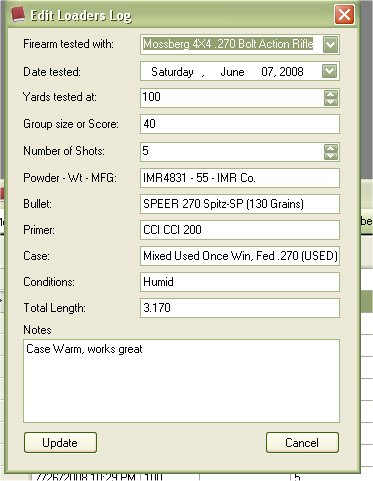 Edit Loaders Log
Firearm tested with: Mossberg 4X4 .270 Bolt Action Rifle
Date tested: Saturday , June 07, 2008
Yards tested at: 100
Group size or Score: 40
Number of Shots: 5
Powder - Wt - MFG: IMR4831 - 55 - IMR Co.
Bullet: SPEER 270 Spitz-SP (130 Grains)
Primer: CCI CCI 200
Case: Mixed Used Once Win, Fed .270 (USED)
Conditions: Humid
Total Length: 3.170
Notes
Case Warm, works great
Update Cancel
7/26/2008 10:29 PM 100 5